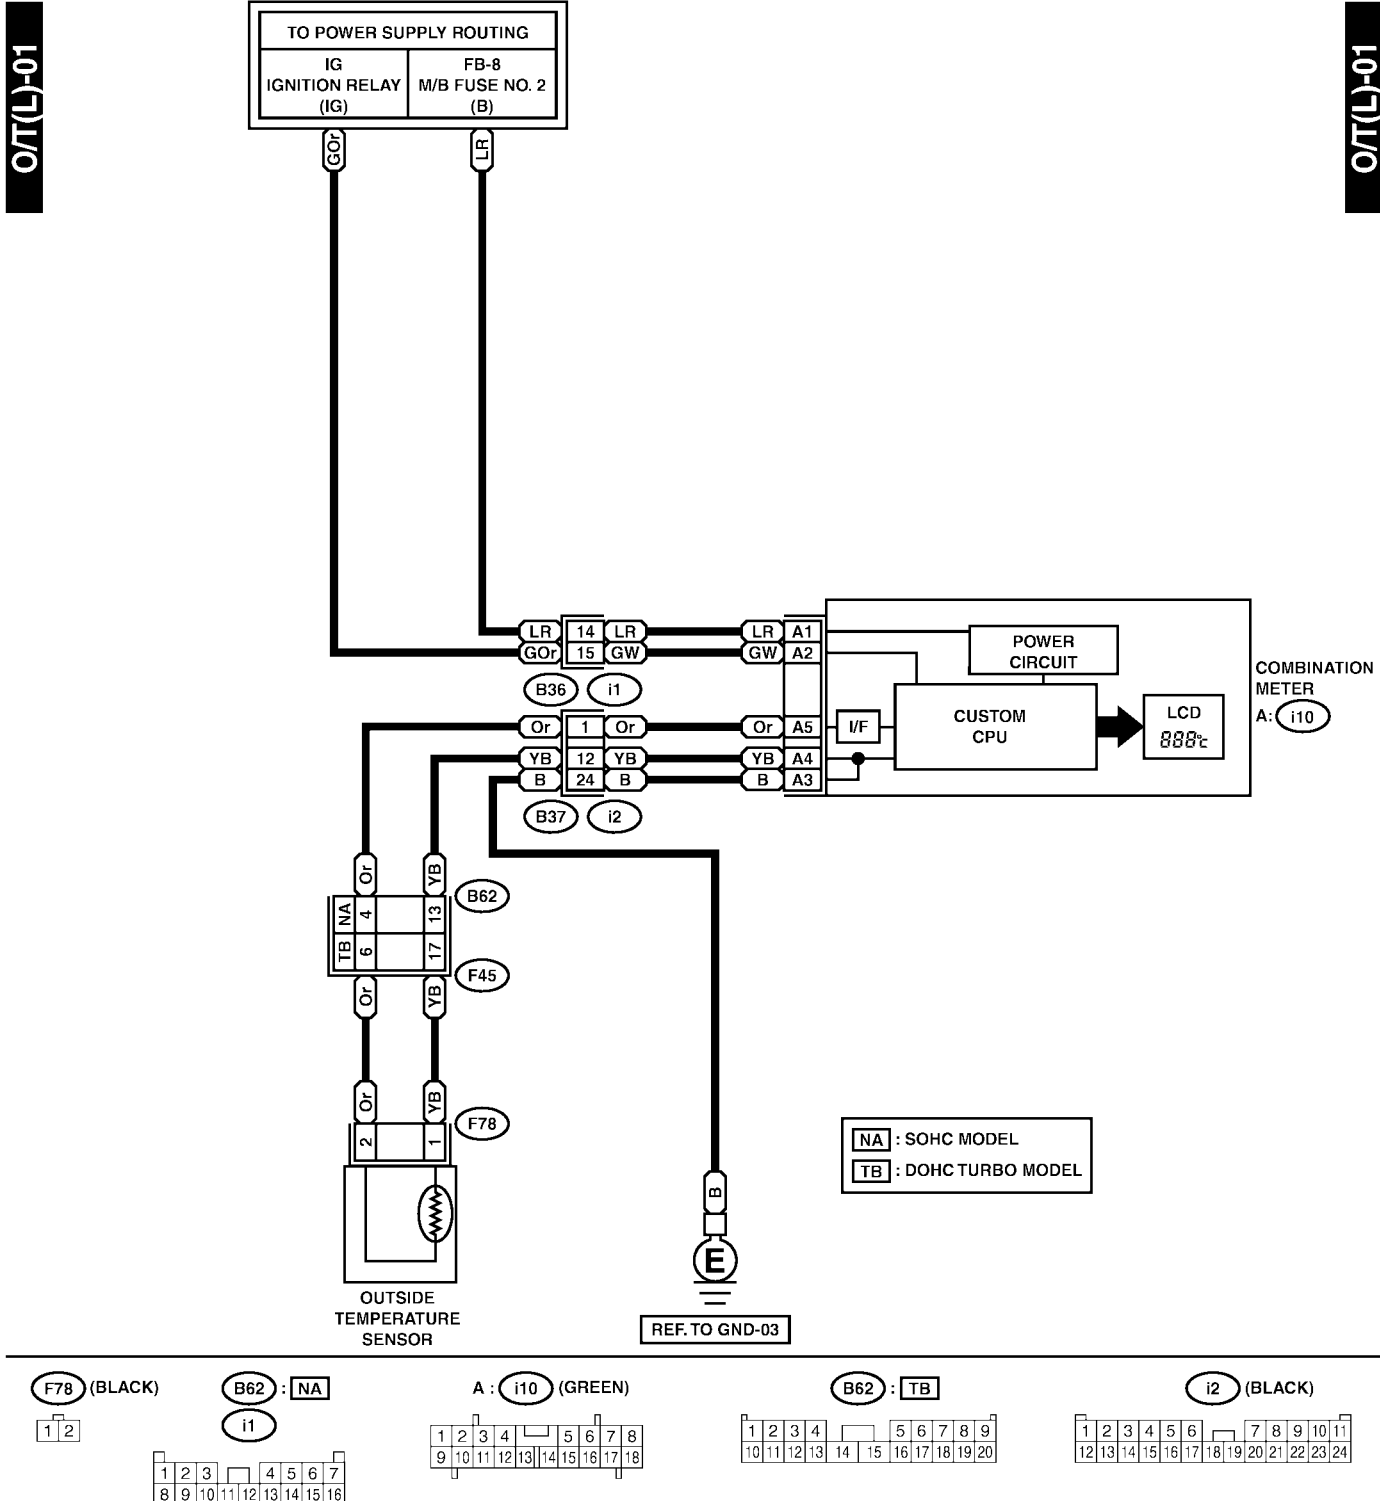 O/T(L)-01
O/T(L)-01
TO POWER SUPPLY ROUTING
IG
IGNITION RELAY
(IG)
FB-8
M/B FUSE NO. 2
(B)
GOr
LR
LR 14 LR LR A1
GOr 15 GW GW A2
B36 i1
POWER
CIRCUIT
COMBINATION
METER
A: i10
Or 1 Or Or A5
YB 12 YB YB A4
B 24 B B A3
B37 i2
I/F
CUSTOM
CPU
LCD
888°c
Or YB
B62
NA 4 13
TB 6 17
F45
Or YB
Or YB
F78
2 1
OUTSIDE
TEMPERATURE
SENSOR
B
E
REF. TO GND-03
NA : SOHC MODEL
TB : DOHC TURBO MODEL
F78 (BLACK)
1 2
B62 : NA
i1
1 2 3 4 5 6 7
8 9 10 11 12 13 14 15 16
A : i10 (GREEN)
1 2 3 4 5 6 7 8
9 10 11 12 13 14 15 16 17 18
B62 : TB
1 2 3 4 5 6 7 8 9
10 11 12 13 14 15 16 17 18 19 20
i2 (BLACK)
1 2 3 4 5 6 7 8 9 10 11
12 13 14 15 16 17 18 19 20 21 22 23 24